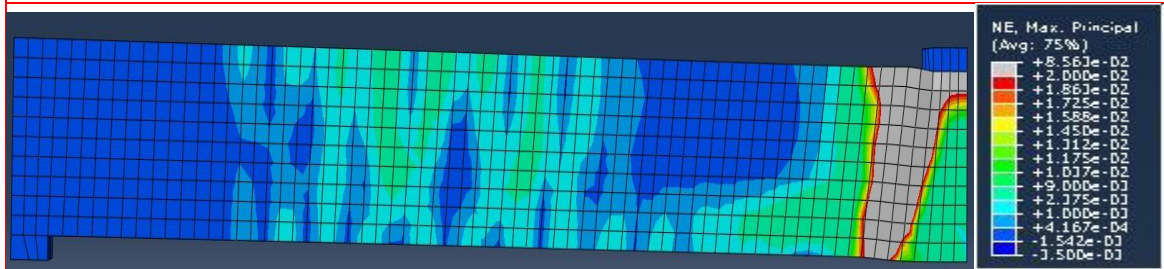 NE, Max. Principal
(Avg: 75%)
+8.563e-02
+2.000e-02
+1.863e-02
+1.725e-02
+1.588e-02
+1.450e-02
+1.312e-02
+1.175e-02
+1.037e-02
+9.000e-03
+2.375e-03
+1.000e-03
+4.167e-04
-1.542e-03
-3.500e-03